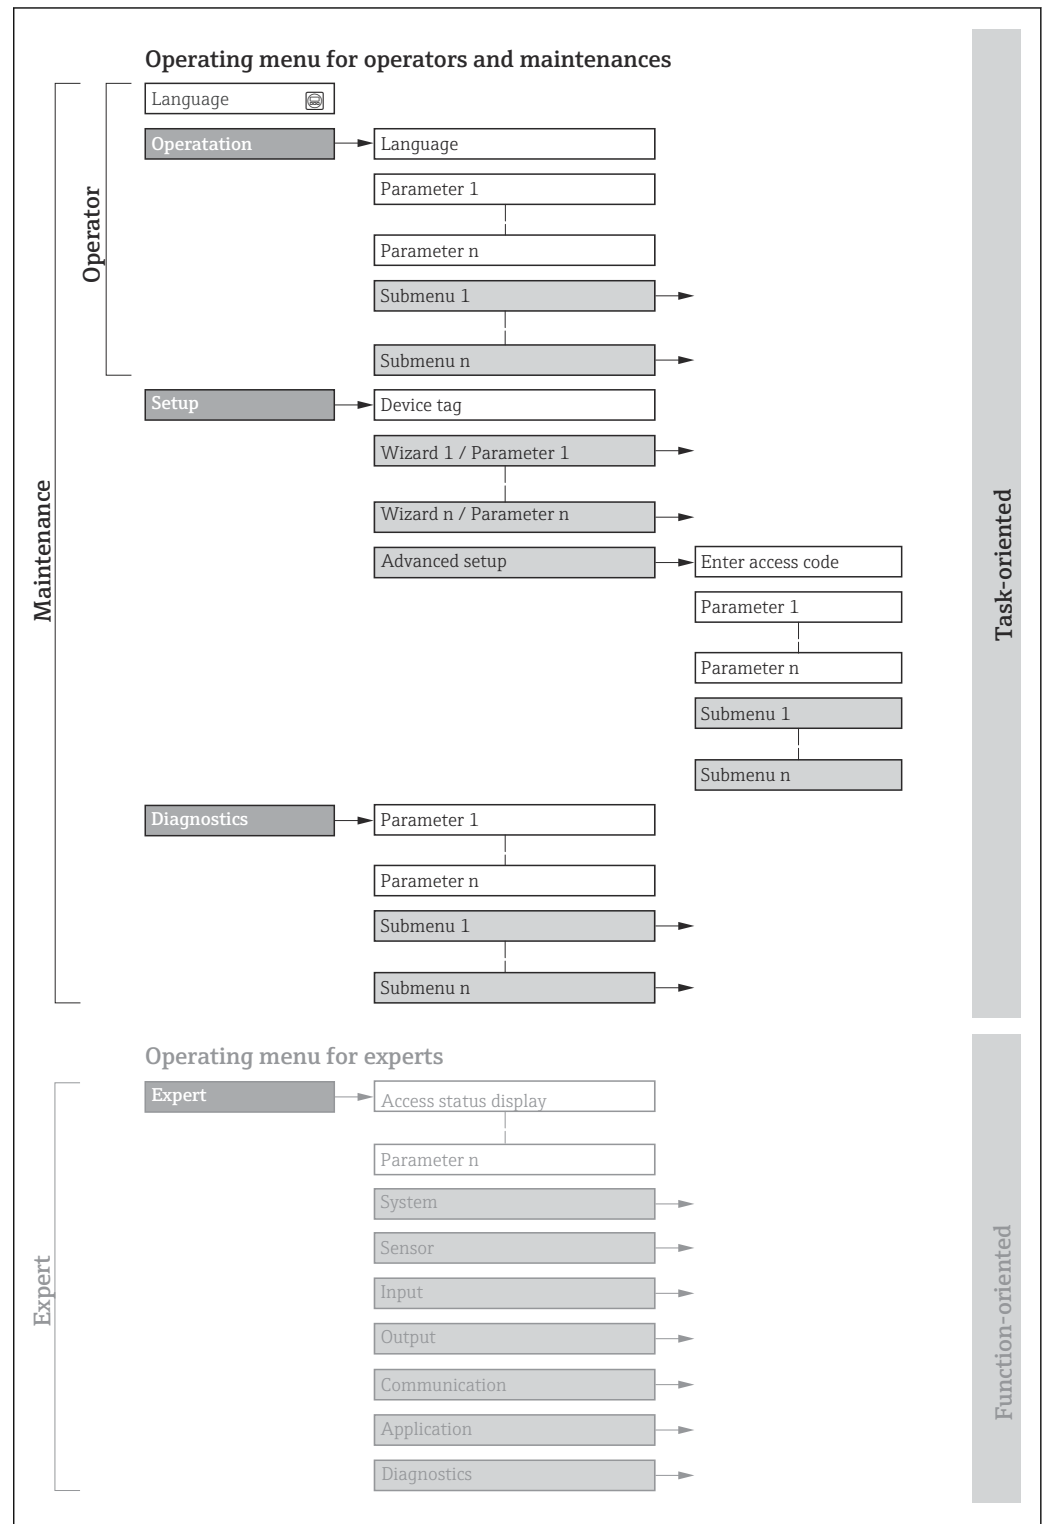 Operating menu for operators and maintenances
Language
Operatation
Language
Parameter 1
Parameter n
Submenu 1
Submenu n
Operator
Setup
Device tag
Wizard 1 / Parameter 1
Wizard n / Parameter n
Advanced setup
Enter access code
Parameter 1
Parameter n
Submenu 1
Submenu n
Diagnostics
Parameter 1
Parameter n
Submenu 1
Submenu n
Maintenance
Task-oriented
Operating menu for experts
Expert
Access status display
Parameter n
System
Sensor
Input
Output
Communication
Application
Diagnostics
Expert
Function-oriented